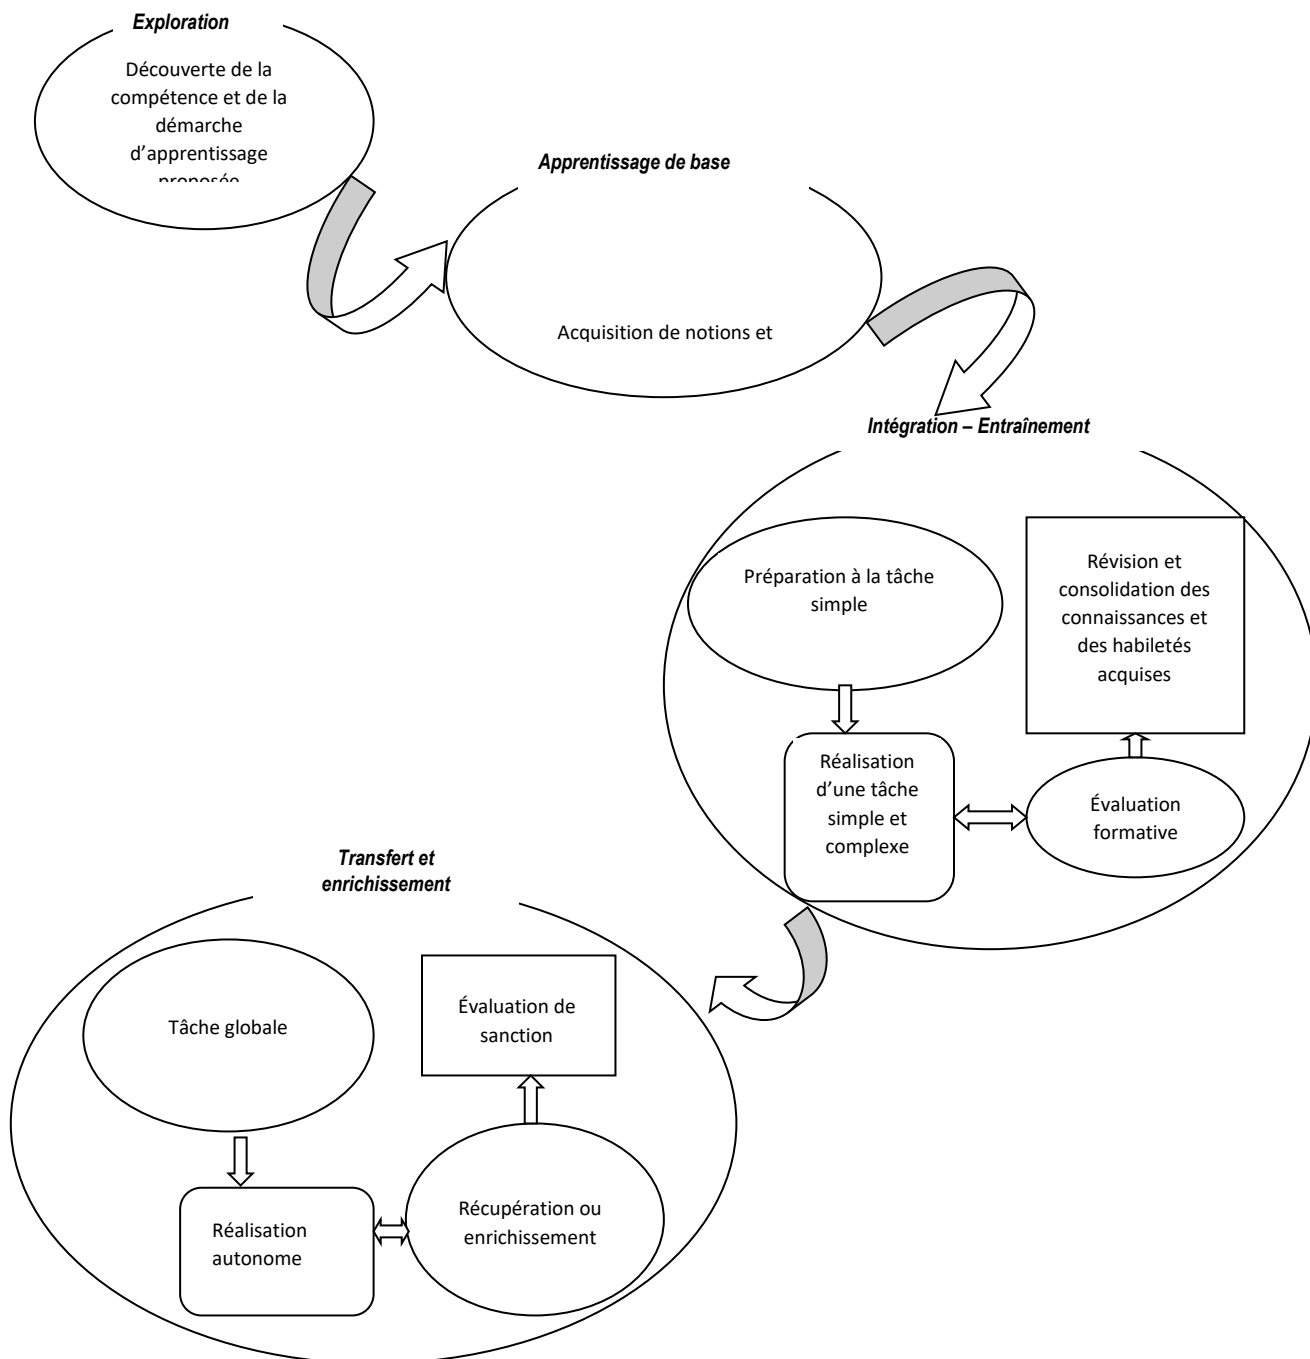 Exploration
Découverte de la
compétence et de la
démarche
d’apprentissage
proposée
Apprentissage de base
Acquisition de notions et
Intégration – Entraînement
Préparation à la tâche
simple
Révision et
consolidation des
connaissances et
des habiletés
acquises
Réalisation
d’une tâche
simple et
complexe
Évaluation
formative
Transfert et
enrichissement
Tâche globale
Évaluation de
sanction
Réalisation
autonome
Récupération ou
enrichissement